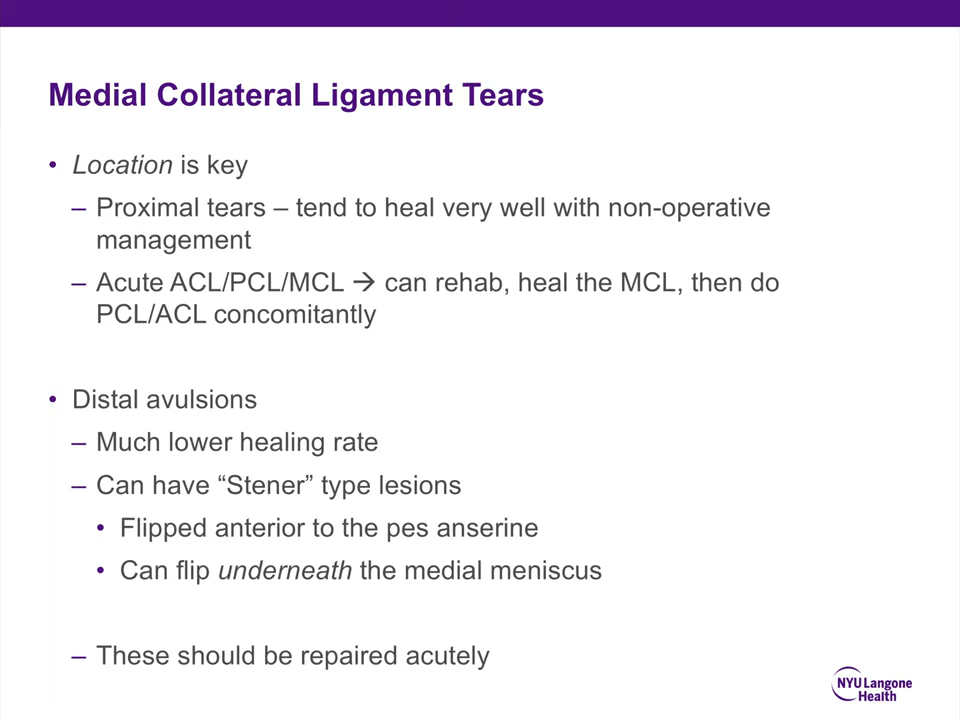 Medial Collateral Ligament Tears
• Location is key
– Proximal tears – tend to heal very well with non-operative
management
– Acute ACL/PCL/MCL → can rehab, heal the MCL, then do
PCL/ACL concomitantly
• Distal avulsions
– Much lower healing rate
– Can have “Stener” type lesions
• Flipped anterior to the pes anserine
• Can flip underneath the medial meniscus
– These should be repaired acutely
NYU Langone
Health